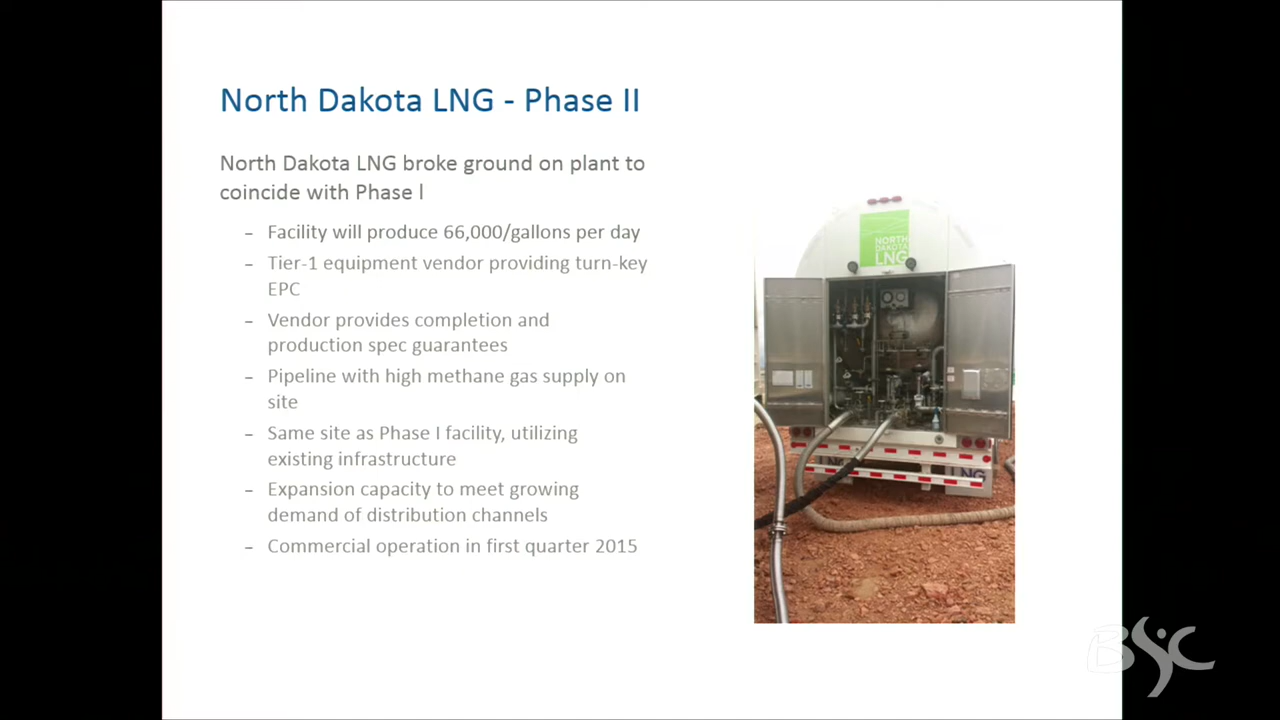 North Dakota LNG - Phase II
North Dakota LNG broke ground on plant to
coincide with Phase l
– Facility will produce 66,000/gallons per day
– Tier-1 equipment vendor providing turn-key
EPC
– Vendor provides completion and
production spec guarantees
– Pipeline with high methane gas supply on
site
– Same site as Phase I facility, utilizing
existing infrastructure
– Expansion capacity to meet growing
demand of distribution channels
– Commercial operation in first quarter 2015
NORTH
DAKOTA
LNG
LNG
LNG
BSC